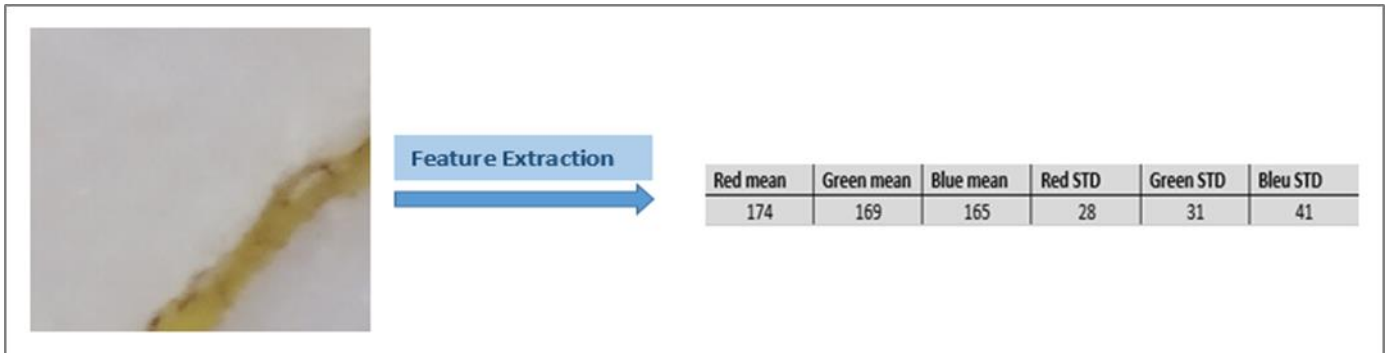 Feature Extraction
Red mean Green mean Blue mean Red STD Green STD Bleu STD
174 169 165 28 31 41